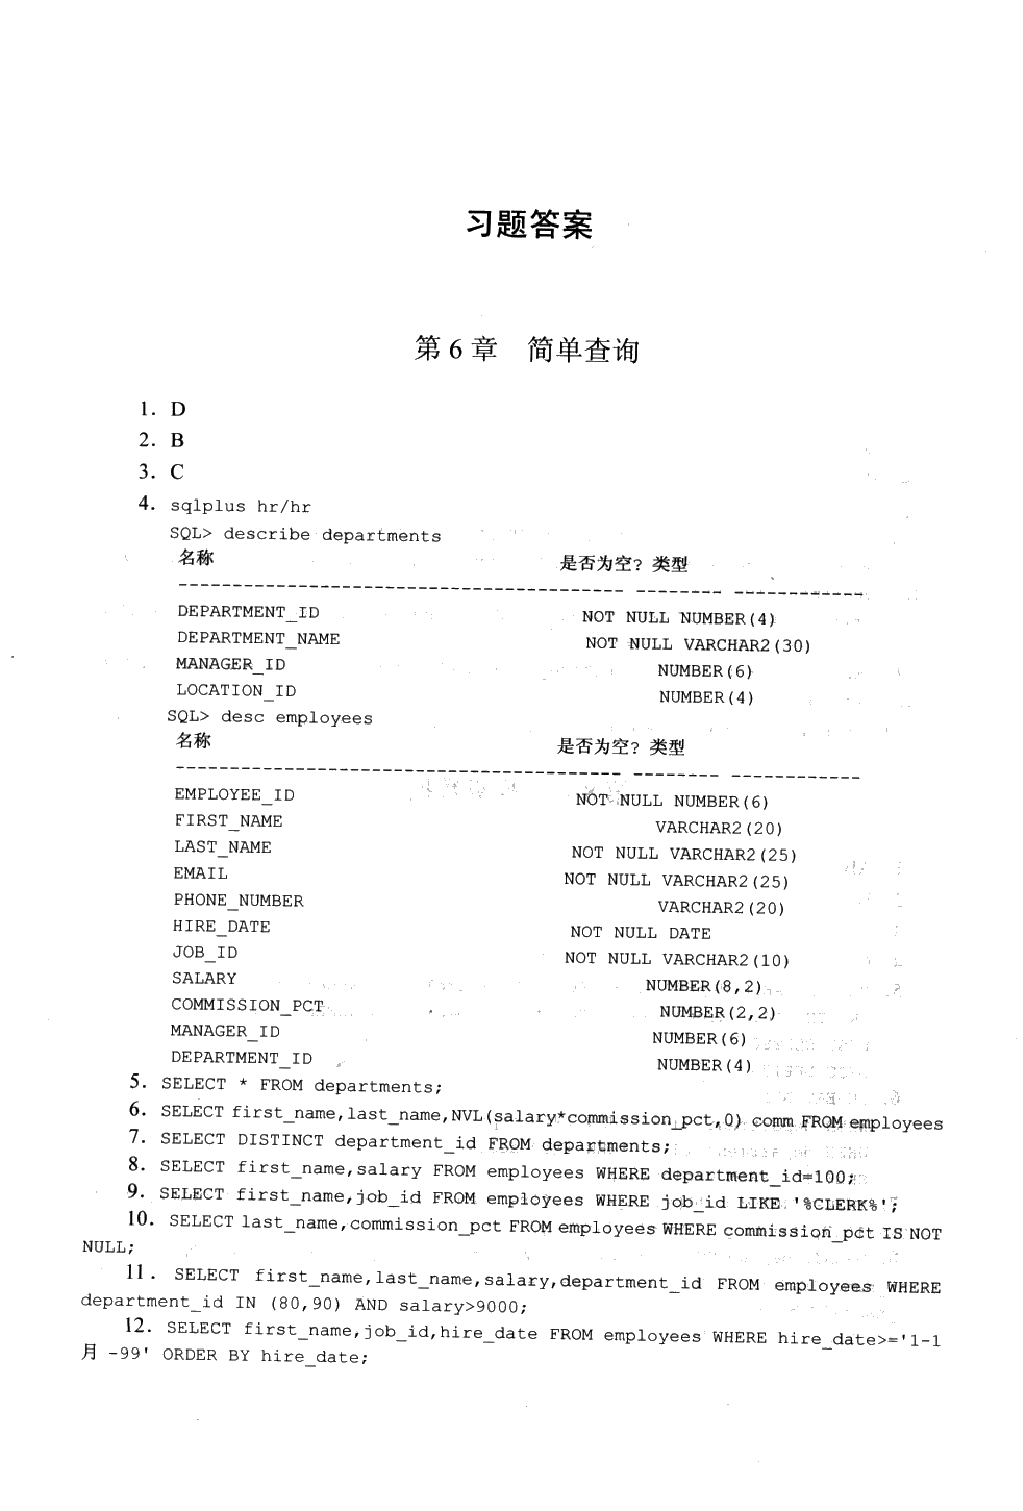 习题答案
第 6 章 简单查询
1. D
2. B
3. C
4. sqlplus hr/hr
SQL> describe departments
名称 是否为空? 类型
----------------------------------------- -------- ------------
DEPARTMENT_ID NOT NULL NUMBER(4)
DEPARTMENT_NAME NOT NULL VARCHAR2(30)
MANAGER_ID NUMBER(6)
LOCATION_ID NUMBER(4)
SQL> desc employees
名称 是否为空? 类型
----------------------------------------- -------- ------------
EMPLOYEE_ID NOT NULL NUMBER(6)
FIRST_NAME VARCHAR2(20)
LAST_NAME NOT NULL VARCHAR2(25)
EMAIL NOT NULL VARCHAR2(25)
PHONE_NUMBER VARCHAR2(20)
HIRE_DATE NOT NULL DATE
JOB_ID NOT NULL VARCHAR2(10)
SALARY NUMBER(8,2)
COMMISSION_PCT NUMBER(2,2)
MANAGER_ID NUMBER(6)
DEPARTMENT_ID NUMBER(4)
5. SELECT * FROM departments;
6. SELECT first_name,last_name,NVL(salary*commission_pct,0) comm FROM employees
7. SELECT DISTINCT department_id FROM departments;
8. SELECT first_name,salary FROM employees WHERE department_id=100;
9. SELECT first_name,job_id FROM employees WHERE job_id LIKE '%CLERK%';
10. SELECT last_name,commission_pct FROM employees WHERE commission_pct IS NOT
NULL;
11. SELECT first_name,last_name,salary,department_id FROM employees WHERE
department_id IN (80,90) AND salary>9000;
12. SELECT first_name,job_id,hire_date FROM employees WHERE hire_date>='1-1
月 -99' ORDER BY hire_date;